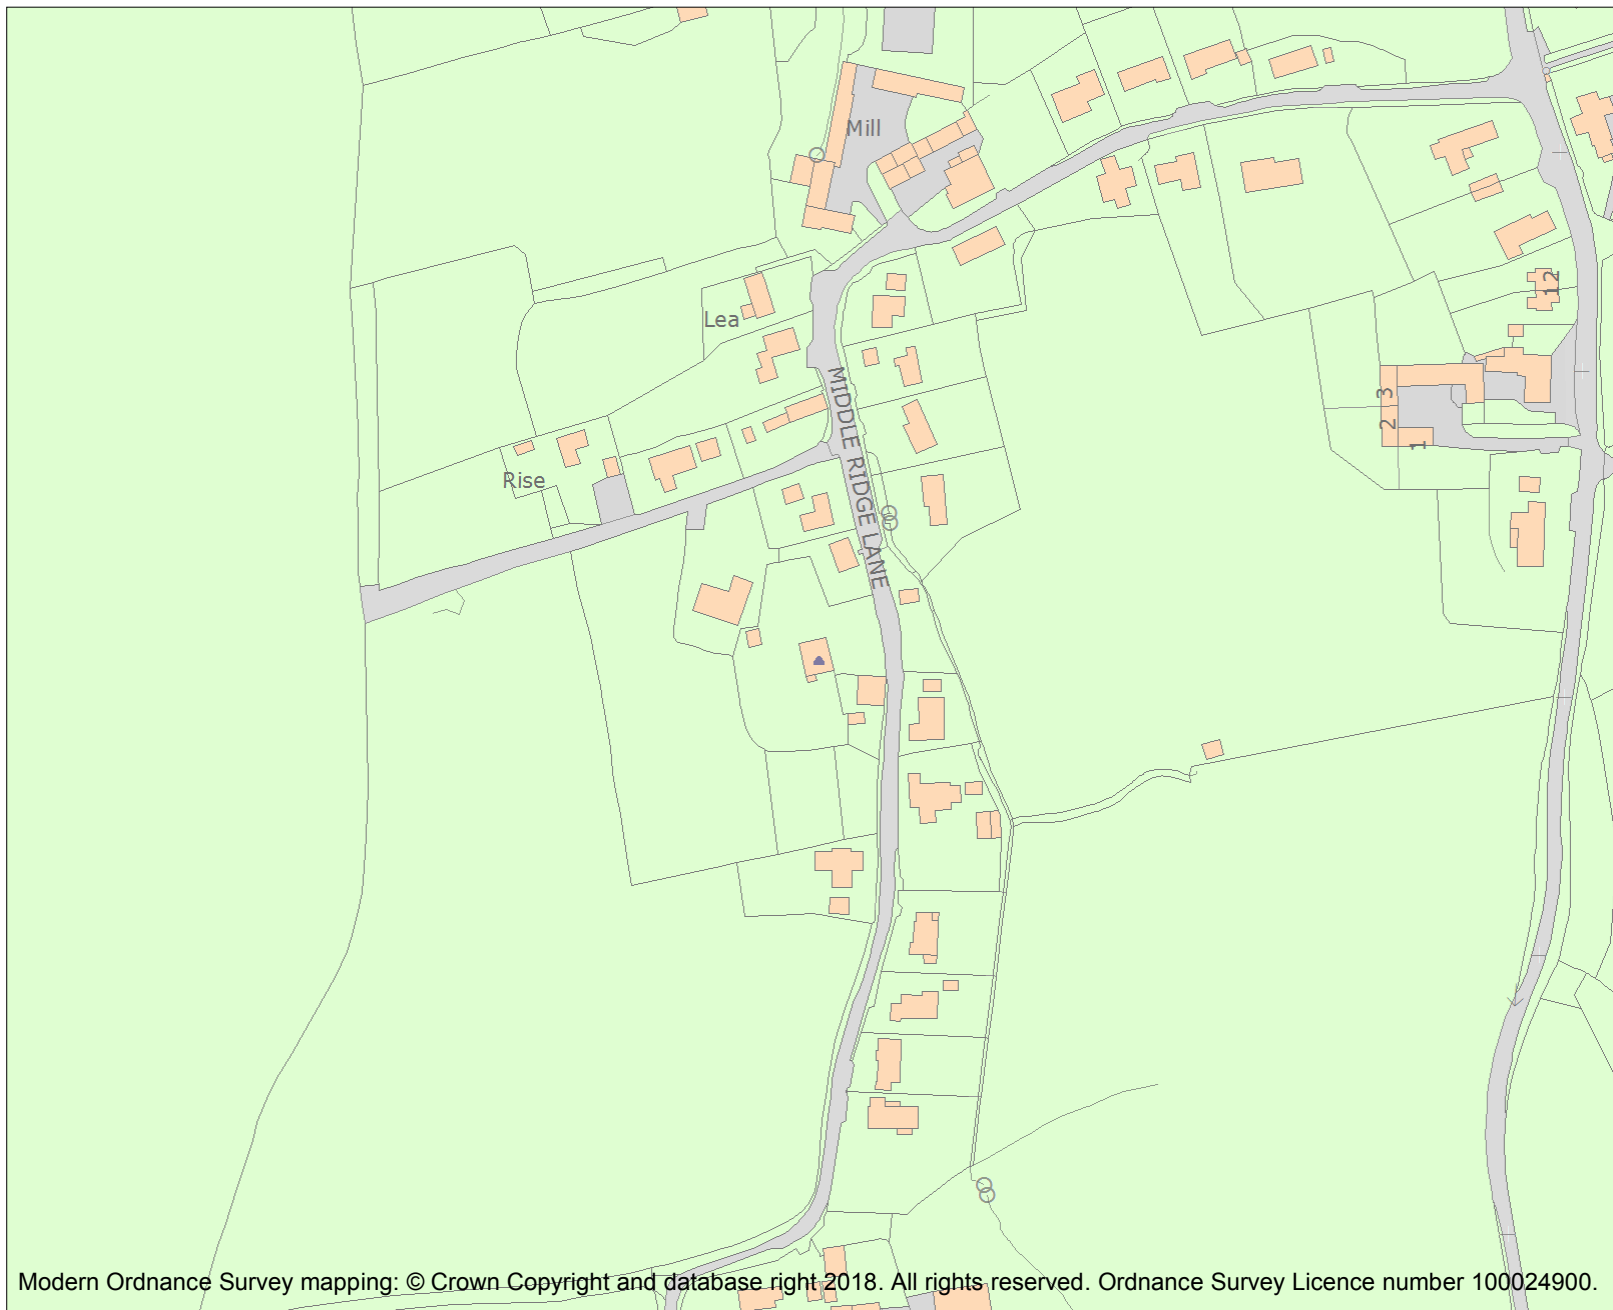 Mill
12
Lea
MIDDLE RIDGE LANE
3
2
1
Rise
Modern Ordnance Survey mapping: © Crown Copyright and database right 2018. All rights reserved. Ordnance Survey Licence number 100024900.